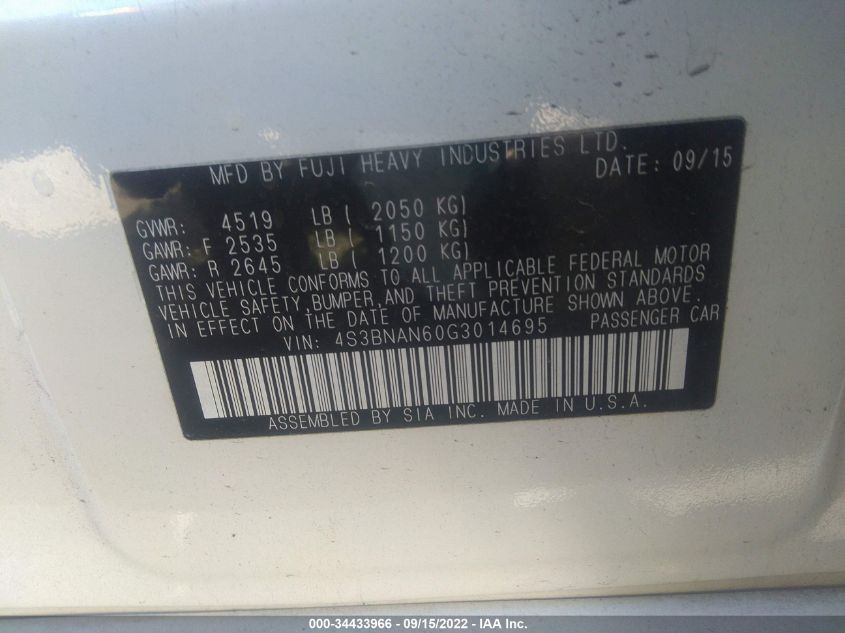 MFD BY FUJI HEAVY INDUSTRIES LTD.
DATE: 09/15
GVWR: 4519 LB ( 2050 KG)
GAWR: F 2535 LB ( 1150 KG)
GAWR: R 2645 LB ( 1200 KG)
THIS VEHICLE CONFORMS TO ALL APPLICABLE FEDERAL MOTOR
VEHICLE SAFETY,BUMPER,AND THEFT PREVENTION STANDARDS
IN EFFECT ON THE DATE OF MANUFACTURE SHOWN ABOVE.
VIN: 4S3BNAN60G3014695 PASSENGER CAR
ASSEMBLED BY SIA INC. MADE IN U.S.A.
000-34433966 - 09/15/2022 - IAA Inc.